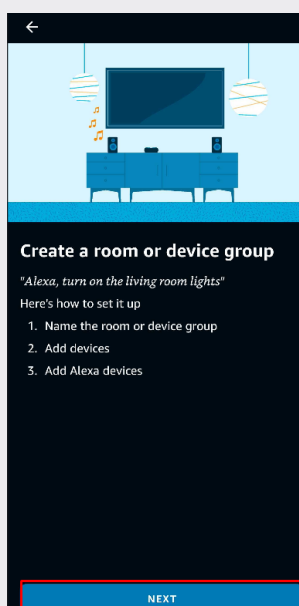 Create a room or device group
"Alexa, turn on the living room lights"
Here's how to set it up
1. Name the room or device group
2. Add devices
3. Add Alexa devices
NEXT